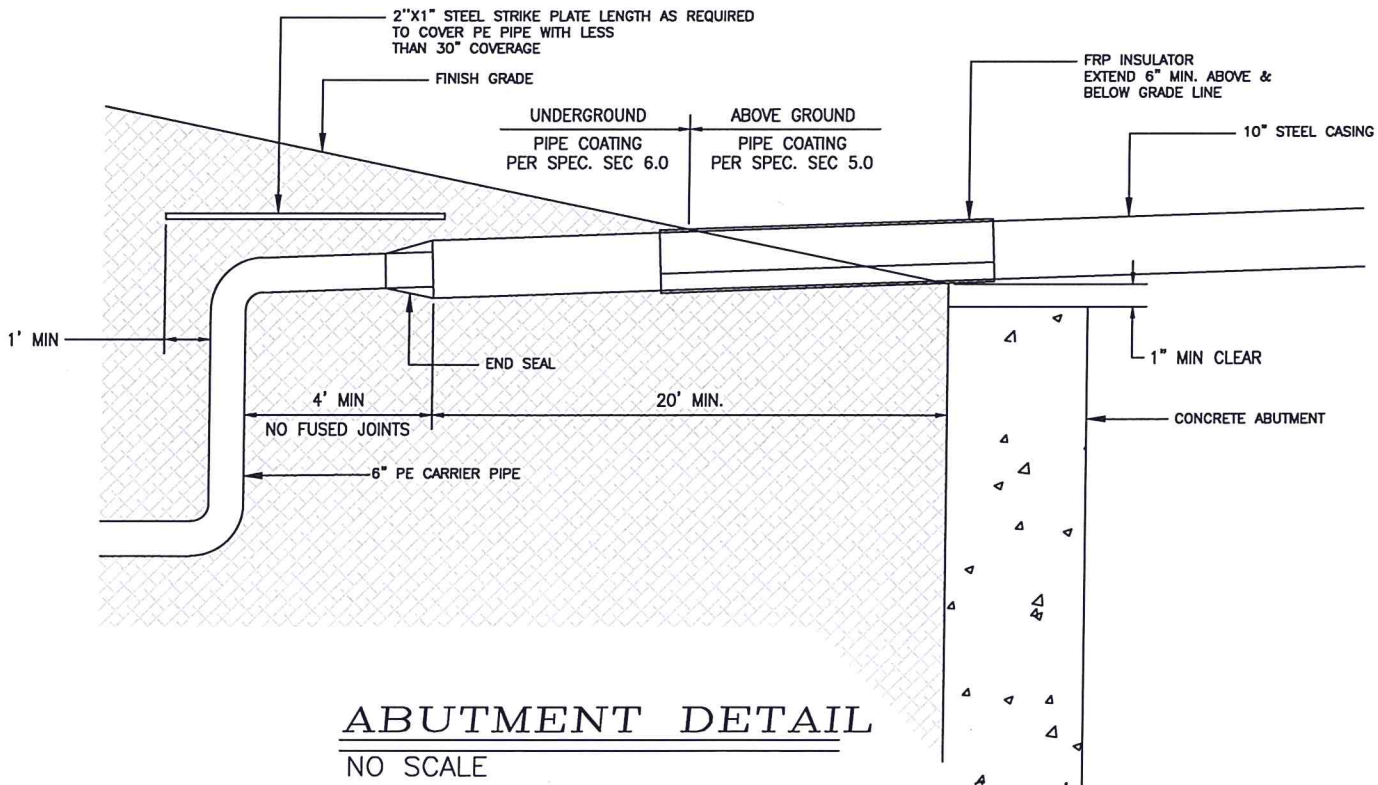 2"X1" STEEL STRIKE PLATE LENGTH AS REQUIRED
TO COVER PE PIPE WITH LESS
THAN 30" COVERAGE
FINISH GRADE
UNDERGROUND
PIPE COATING
PER SPEC. SEC 6.0
ABOVE GROUND
PIPE COATING
PER SPEC. SEC 5.0
FRP INSULATOR
EXTEND 6" MIN. ABOVE &
BELOW GRADE LINE
10" STEEL CASING
1' MIN
END SEAL
1" MIN CLEAR
4' MIN
NO FUSED JOINTS
20' MIN.
CONCRETE ABUTMENT
6" PE CARRIER PIPE
ABUTMENT DETAIL
NO SCALE